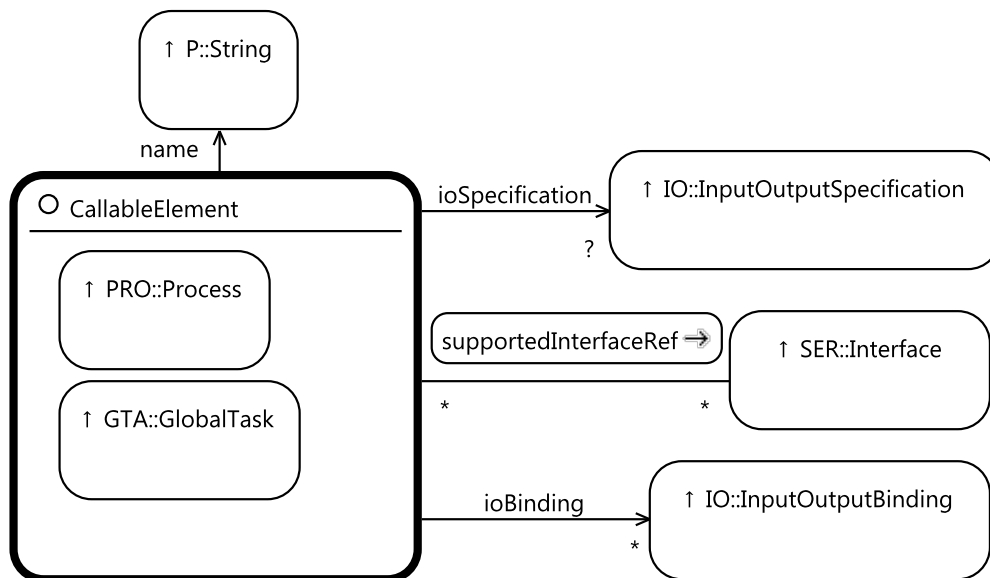 ↑ P::String
name
CallableElement
ioSpecification
↑ IO::InputOutputSpecification
?
↑ PRO::Process
supportedInterfaceRef
↑ SER::Interface
*
*
↑ GTA::GlobalTask
ioBinding
↑ IO::InputOutputBinding
*